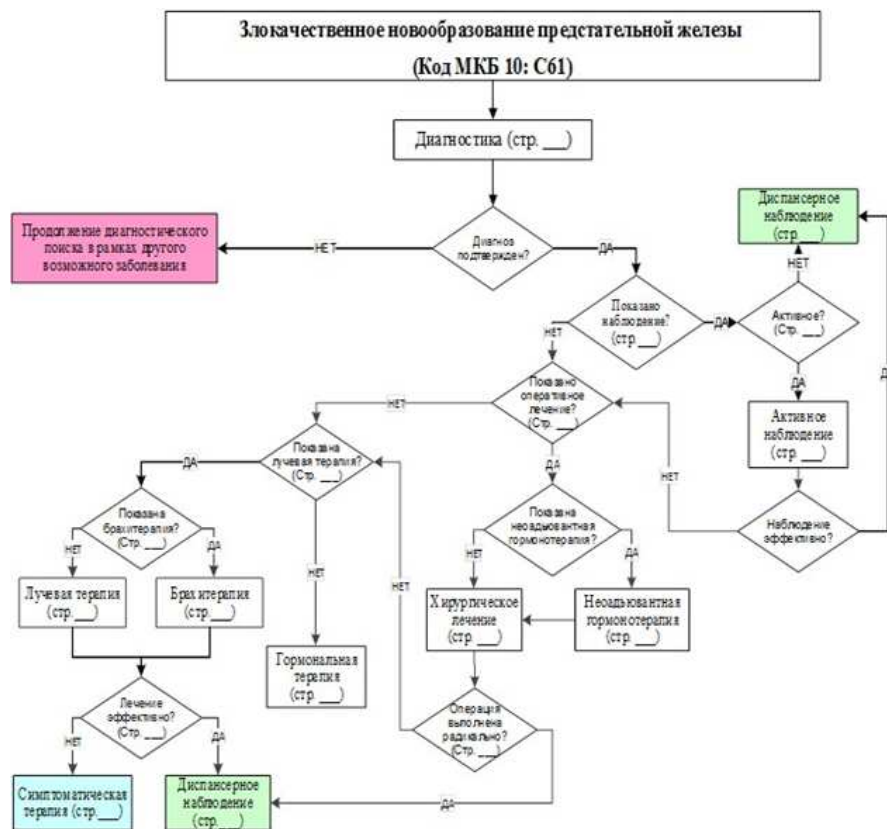 Злокачественное новообразование предстательной железы
(Код МКБ 10: С61)
Диагностика (стр. ___)
Диспансерное
наблюдение
(стр.___)
Продолжение диагностического
поиска в рамках другого
возможного заболевания
НЕТ
Диагноз
подтвержден?
ДА
НЕТ
Показано
наблюдение?
(стр.___)
ДА
Активное?
(Стр. ___)
НЕТ
ДА
Показано
оперативное
лечение?
(Стр. ___)
НЕТ
Активное
наблюдение
(стр. ___)
Показана
лучевая терапия?
(Стр. ___)
ДА
ДА
НЕТ
Показана
брахитерапия?
(Стр. ___)
Показана
неоадьювантная
гормонотерапия?
Наблюдение
эффективно?
НЕТ
ДА
НЕТ
НЕТ
НЕТ
ДА
Лучевая терапия
(стр.___)
Брахитерапия
(стр.___)
Хирургическое
лечение
(стр. ___)
Неоадьювантная
гормонотерапия
(стр. ___)
Гормональная
терапия
(стр. ___)
Лечение
эффективно?
(Стр. ___)
Операция
выполнена
радикально?
(Стр. ___)
НЕТ
ДА
Симптоматическая
терапия (стр.___)
Диспансерное
наблюдение
(стр.___)
ДА